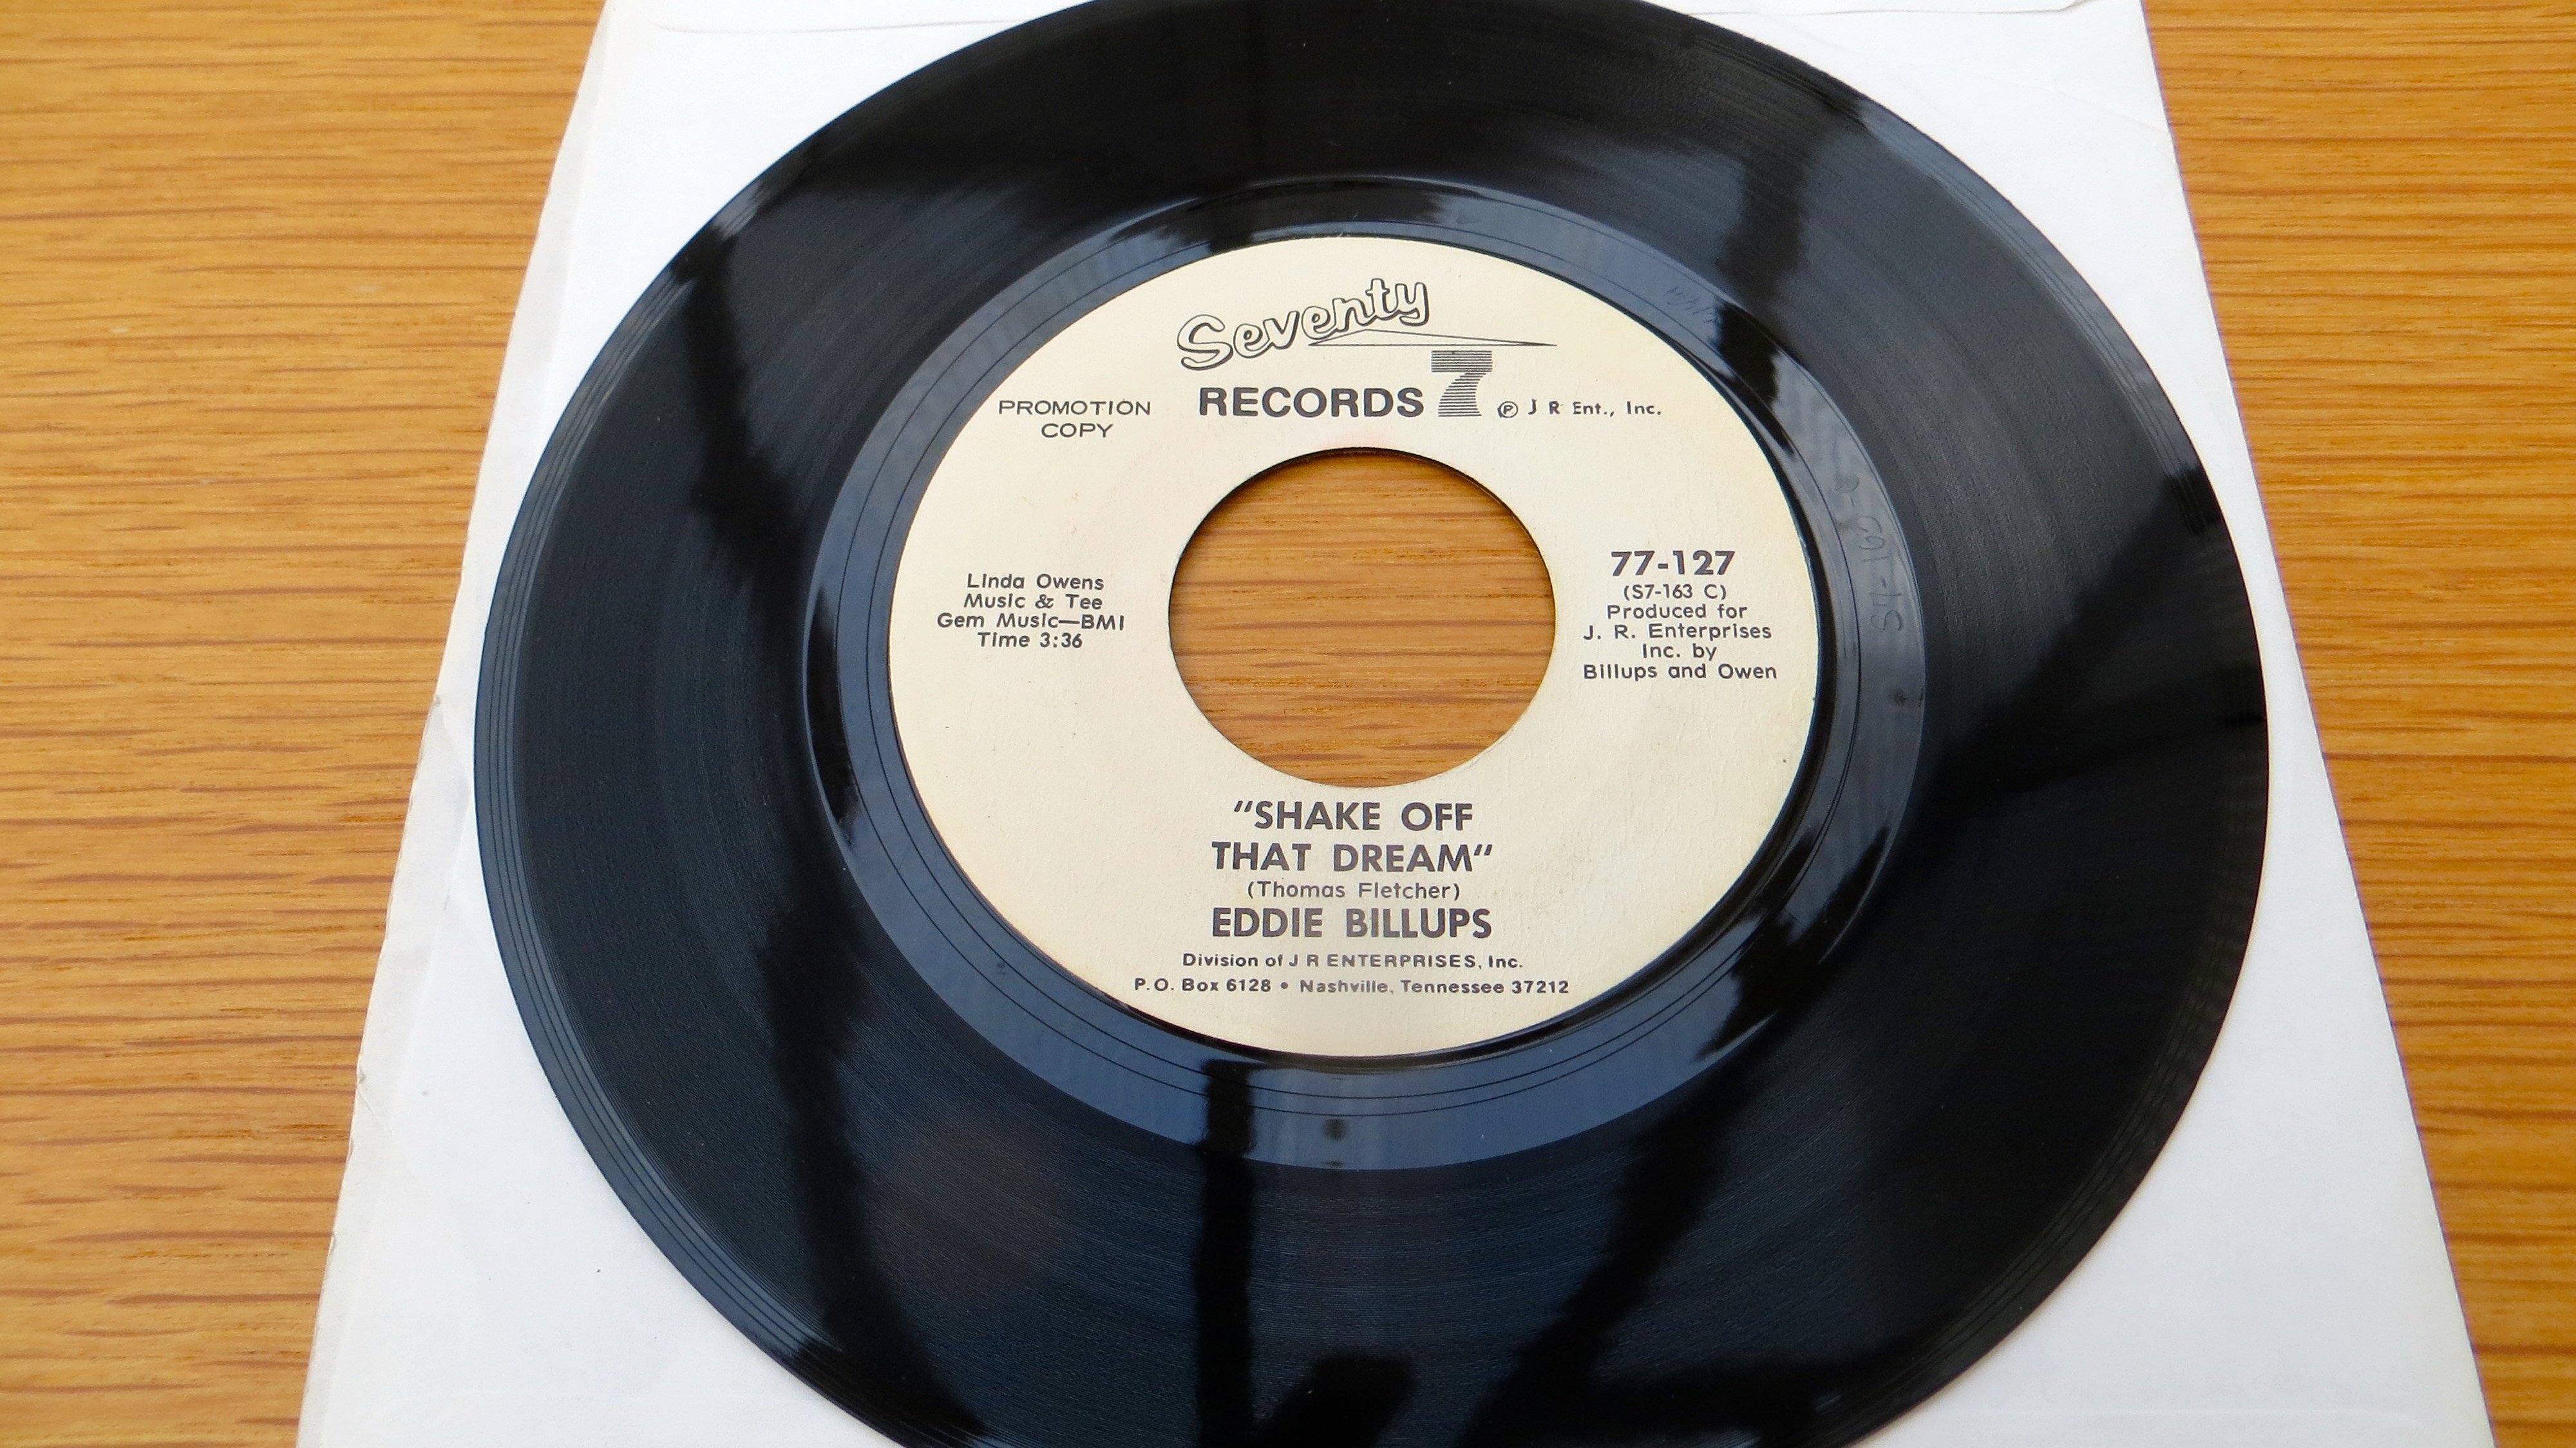 Seventy
RECORDS 7 ℗ J R Ent., Inc.
PROMOTION
COPY
Linda Owens
Music & Tee
Gem Music—BMI
Time 3:36
77-127
(S7-163 C)
Produced for
J. R. Enterprises
Inc. by
Billups and Owen
"SHAKE OFF
THAT DREAM"
(Thomas Fletcher)
EDDIE BILLUPS
Division of J R ENTERPRISES, Inc.
P.O. Box 6128 • Nashville, Tennessee 37212